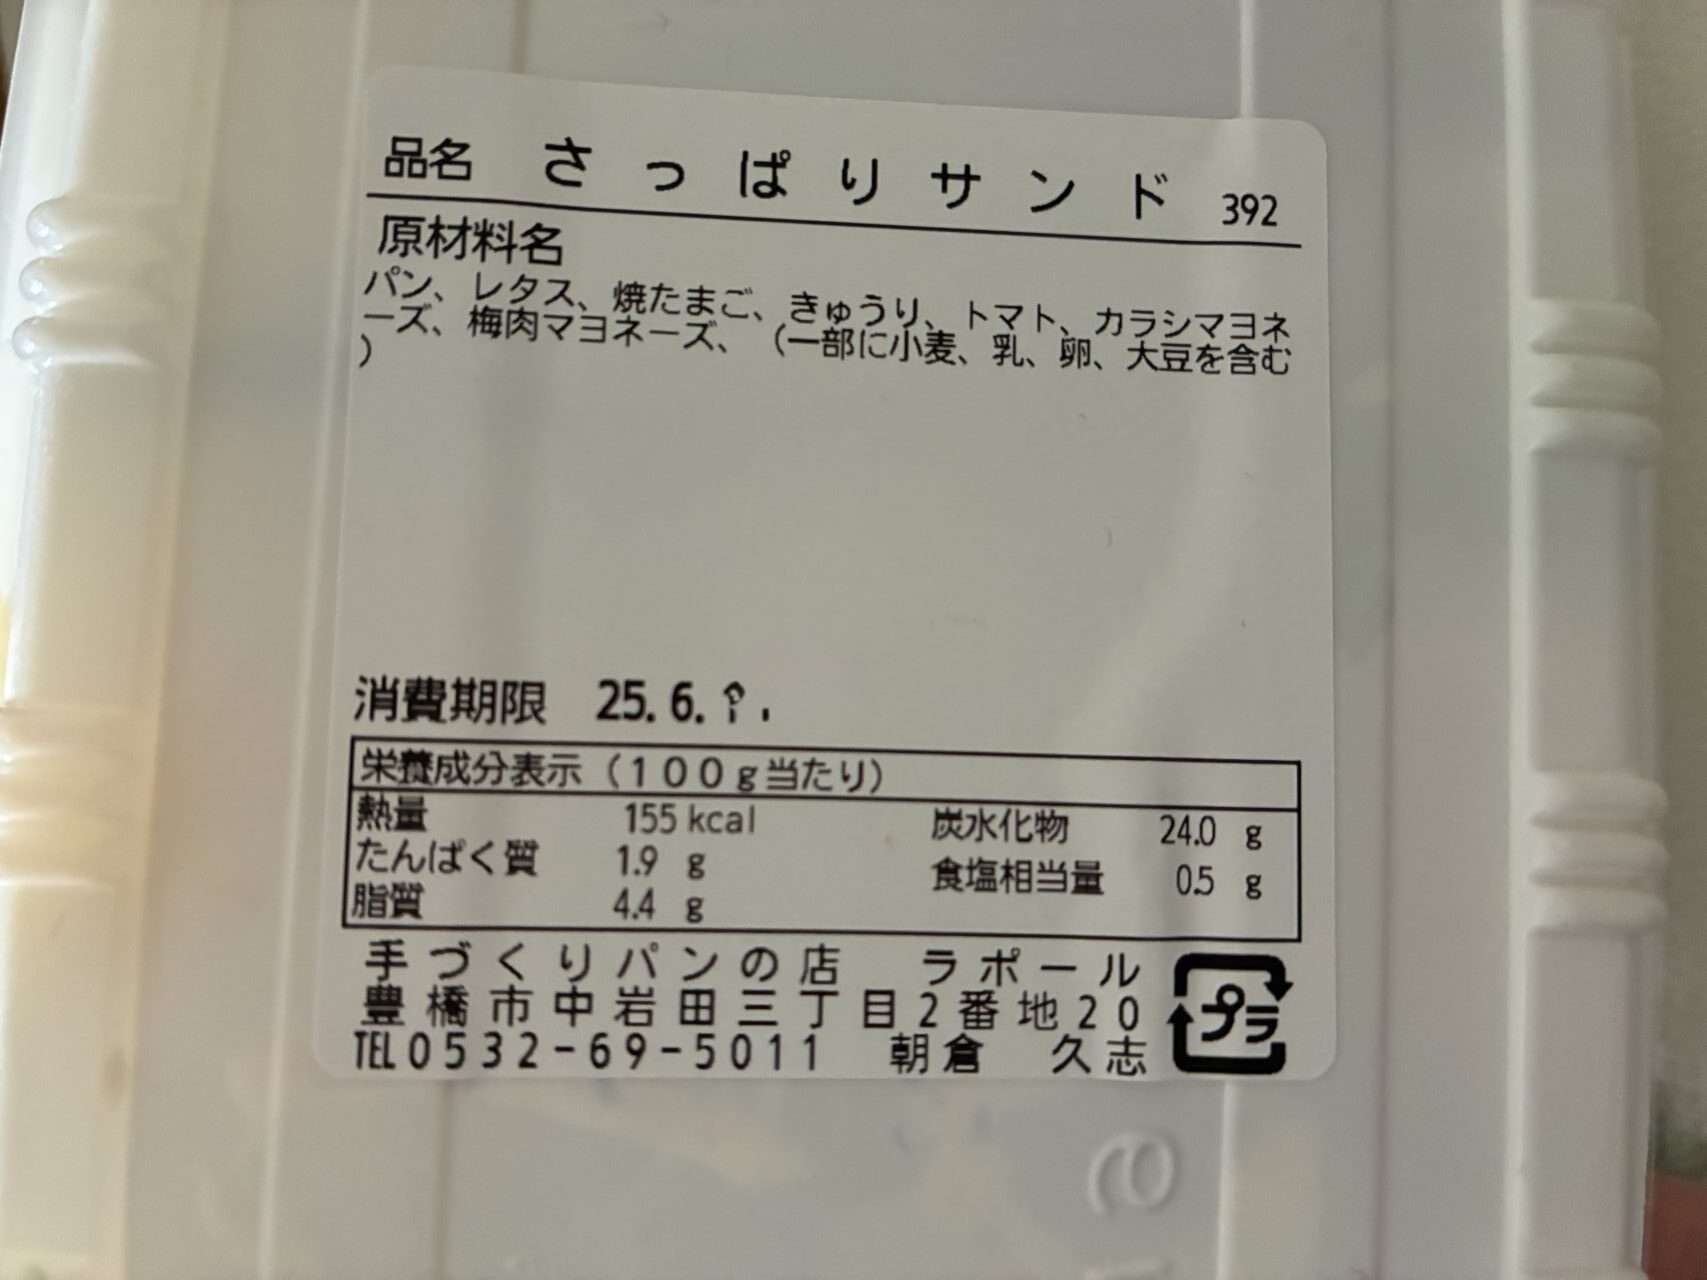 品名 さっぱりサンド 392
原材料名
パン、レタス、焼たまご、きゅうり、トマト、カラシマヨネ
ーズ、梅肉マヨネーズ、（一部に小麦、乳、卵、大豆を含む
）
消費期限 25.6.
栄養成分表示（１００ｇ当たり）
熱量 155 kcal 炭水化物 24.0 g
たんぱく質 1.9 g 食塩相当量 0.5 g
脂質 4.4 g
手づくりパンの店 ラポール
豊橋市中岩田三丁目2番地20
TEL0532-69-5011 朝倉 久志
プラ